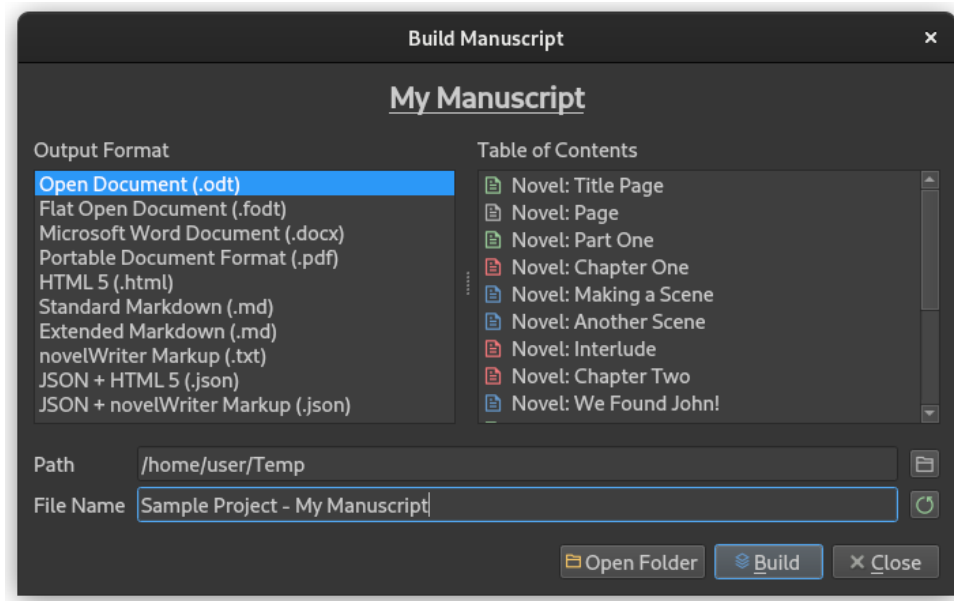 Build Manuscript
My Manuscript
Output Format
Open Document (.odt)
Flat Open Document (.fodt)
Microsoft Word Document (.docx)
Portable Document Format (.pdf)
HTML 5 (.html)
Standard Markdown (.md)
Extended Markdown (.md)
novelWriter Markup (.txt)
JSON + HTML 5 (.json)
JSON + novelWriter Markup (.json)
Table of Contents
Novel: Title Page
Novel: Page
Novel: Part One
Novel: Chapter One
Novel: Making a Scene
Novel: Another Scene
Novel: Interlude
Novel: Chapter Two
Novel: We Found John!
Path /home/user/Temp
File Name Sample Project - My Manuscript
Open Folder Build Close